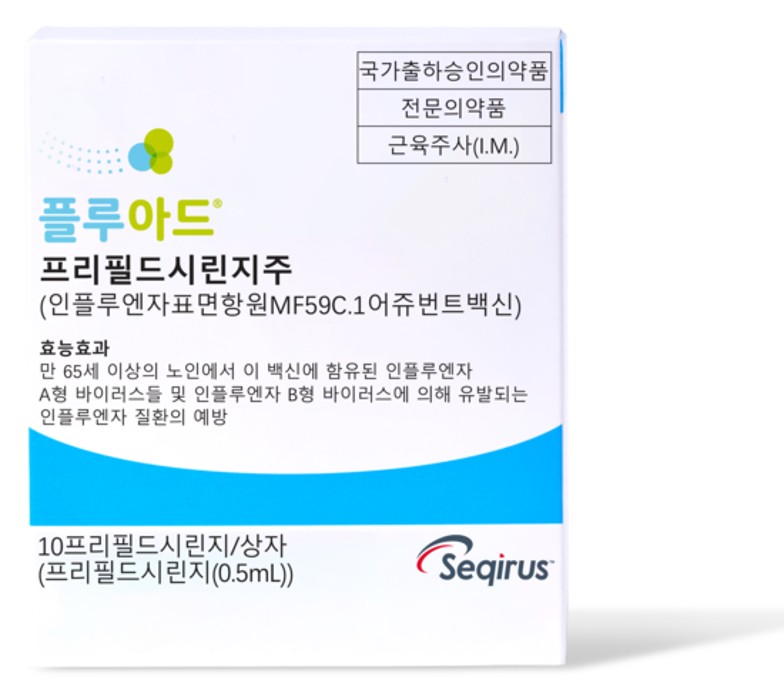 국가출하승인의약품
전문의약품
근육주사(I.M.)
플루아드®
프리필드시린지주
(인플루엔자표면항원MF59C.1어쥬번트백신)
효능효과
만 65세 이상의 노인에서 이 백신에 함유된 인플루엔자
A형 바이러스들 및 인플루엔자 B형 바이러스에 의해 유발되는
인플루엔자 질환의 예방
10프리필드시린지/상자
(프리필드시린지(0.5mL))
Seqirus™